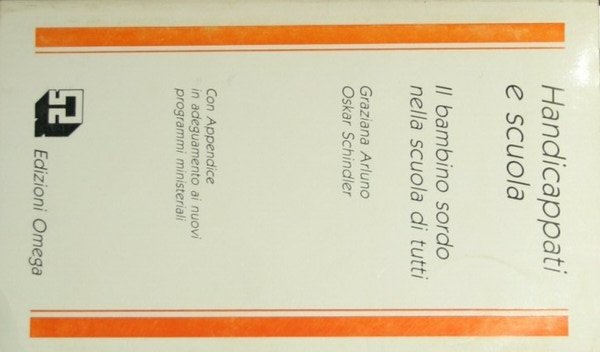 Handicappati
e scuola
Il bambino sordo
nella scuola di tutti
Graziana Arluno
Oskar Schindler
Con Appendice
in adeguamento ai nuovi
programmi ministeriali
Edizioni Omega